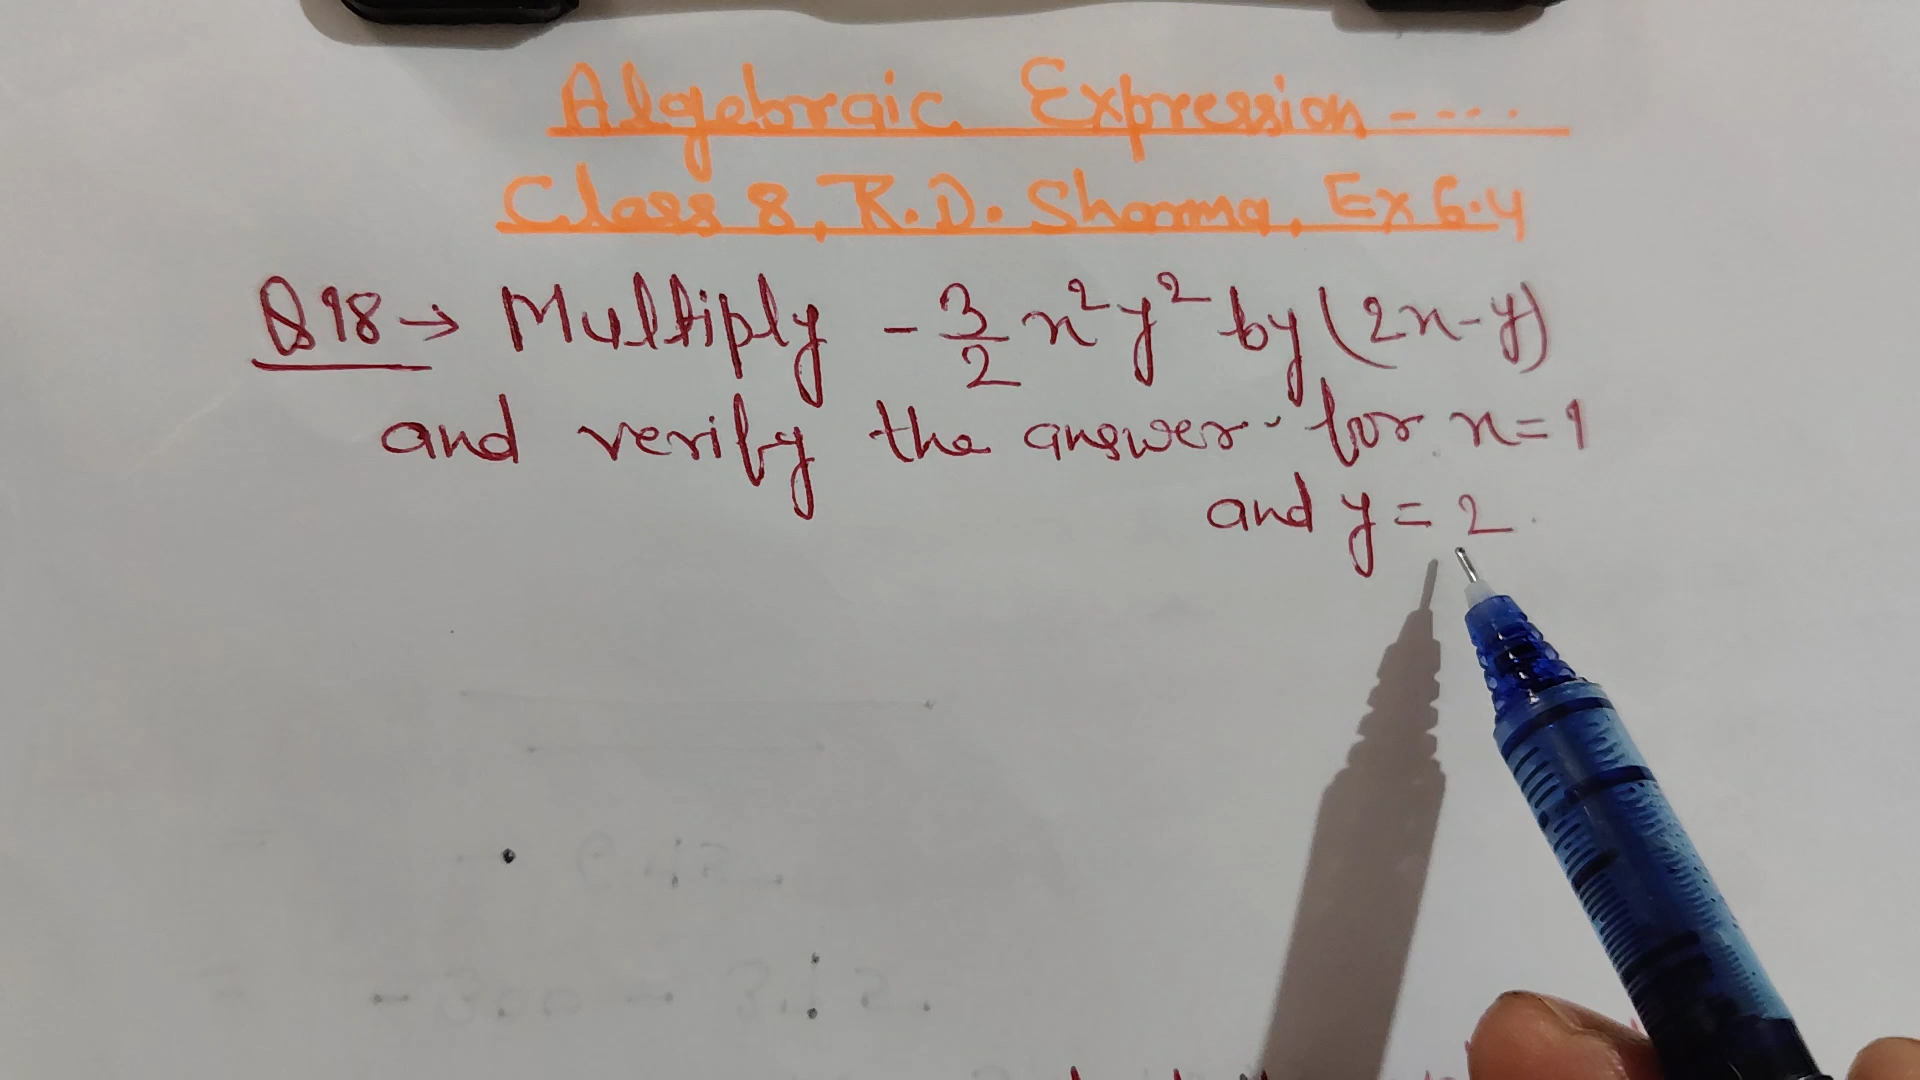 Algebraic Expression-----
Class 8, R.D. Sharma, Ex 6.4
Q18→ Multiply -3/2 x²y² by (2x-y)
and verify the answer for x=1
and y=2.